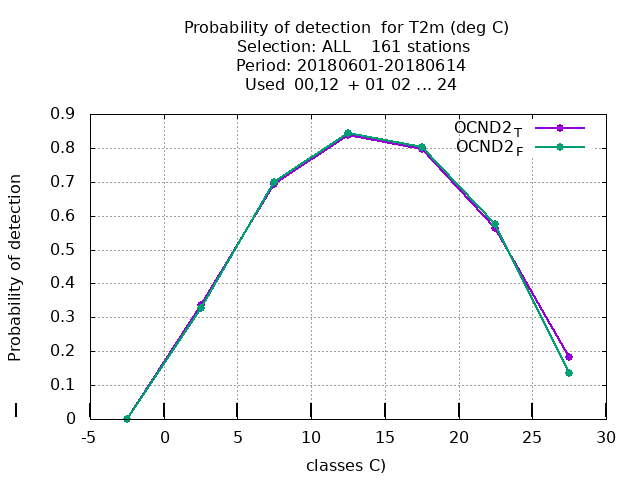 Probability of detection for T2m (deg C)
Selection: ALL 161 stations
Period: 20180601-20180614
Used 00,12 + 01 02 ... 24
OCND2T
OCND2F
Probability of detection
0.9
0.8
0.7
0.6
0.5
0.4
0.3
0.2
0.1
0
-5 0 5 10 15 20 25 30
classes C)